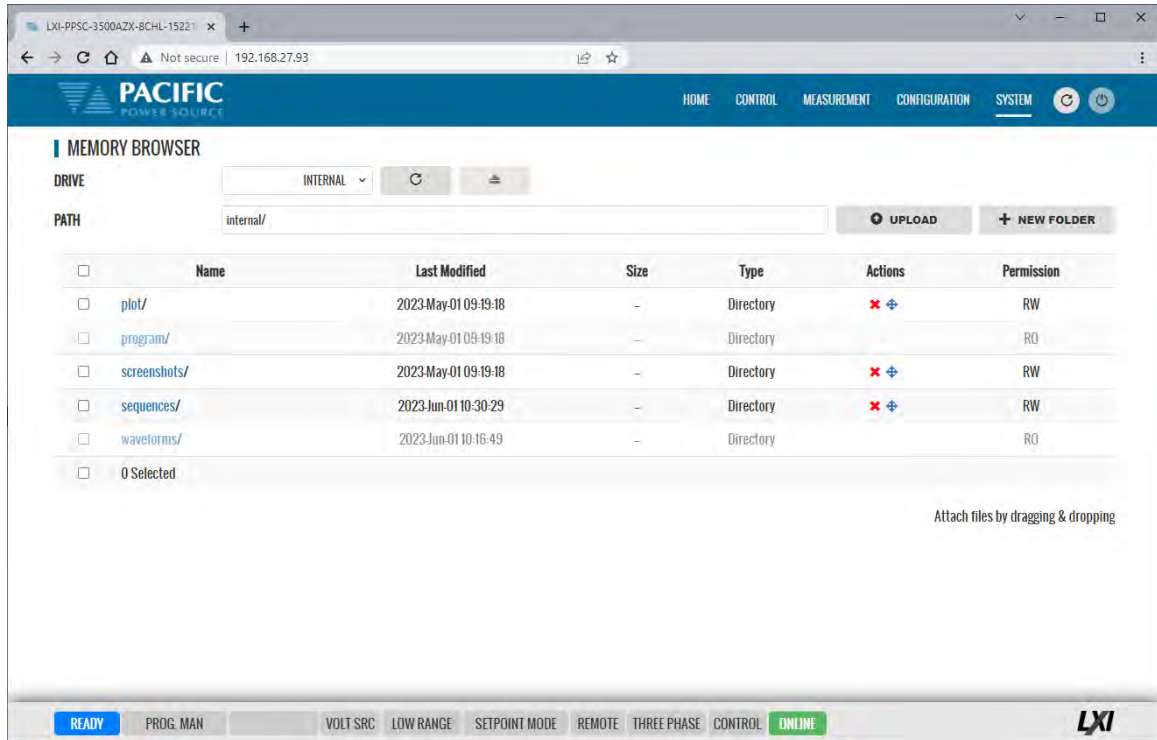 LXI-PPSC-3500AZX-8CHL-15221
Not secure | 192.168.27.93
PACIFIC
POWER SOURCE
HOME CONTROL MEASUREMENT CONFIGURATION SYSTEM
MEMORY BROWSER
DRIVE INTERNAL
PATH internal/ UPLOAD + NEW FOLDER
Name Last Modified Size Type Actions Permission
plot/ 2023-May-01 09:19:18 – Directory RW
program/ 2023-May-01 09:19:18 – Directory RO
screenshots/ 2023-May-01 09:19:18 – Directory RW
sequences/ 2023-Jun-01 10:30:29 – Directory RW
waveforms/ 2023-Jun-01 10:16:49 – Directory RO
0 Selected
Attach files by dragging & dropping
READY PROG. MAN VOLT SRC LOW RANGE SETPOINT MODE REMOTE THREE PHASE CONTROL ONLINE LXI